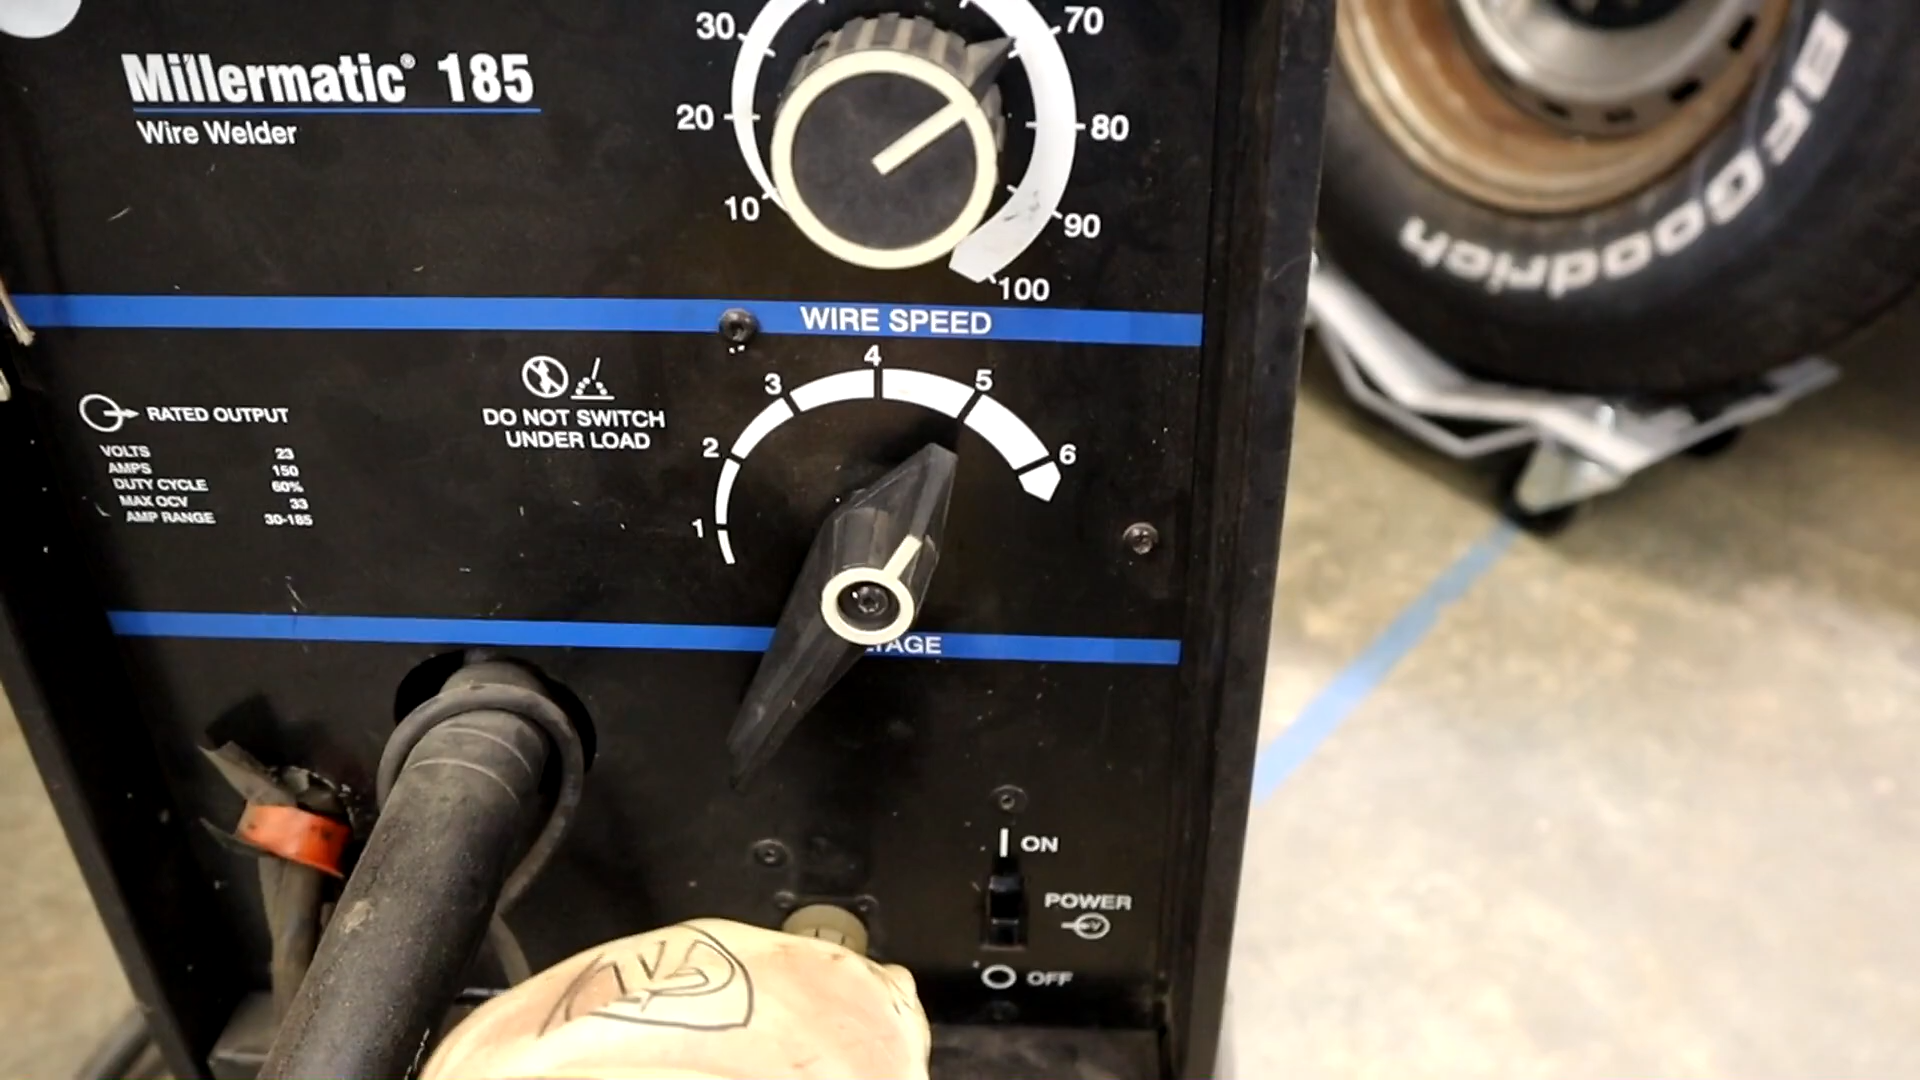 Millermatic® 185
Wire Welder
10
20
30
70
80
90
100
WIRE SPEED
RATED OUTPUT
VOLTS 23
AMPS 150
DUTY CYCLE 60%
MAX OCV 33
AMP RANGE 30-185
DO NOT SWITCH
UNDER LOAD
1
2
3
4
5
6
TAGE
ON
POWER
OFF
BFGoodrich